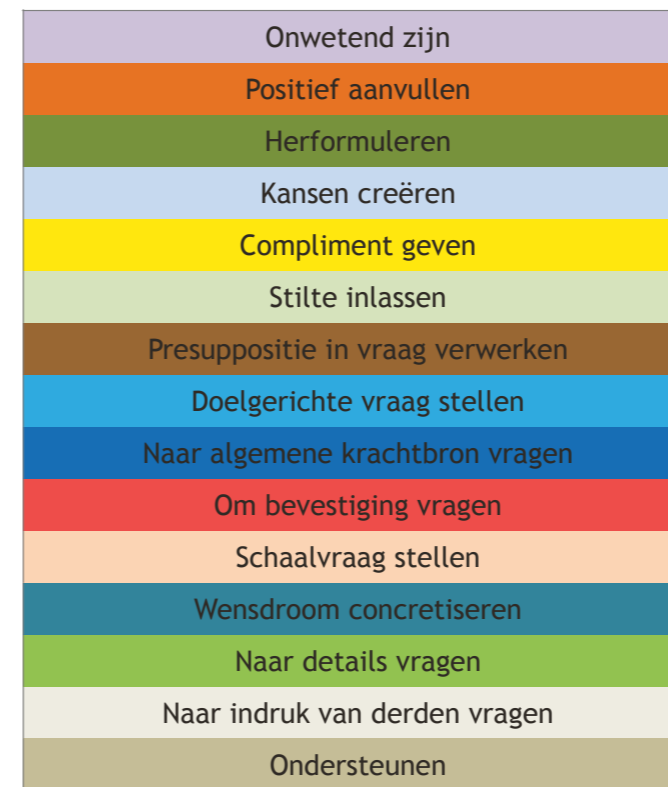 Onwetend zijn
Positief aanvullen
Herformuleren
Kansen creëren
Compliment geven
Stilte inlassen
Presuppositie in vraag verwerken
Doelgerichte vraag stellen
Naar algemene krachtbron vragen
Om bevestiging vragen
Schaalvraag stellen
Wensdroom concretiseren
Naar details vragen
Naar indruk van derden vragen
Ondersteunen